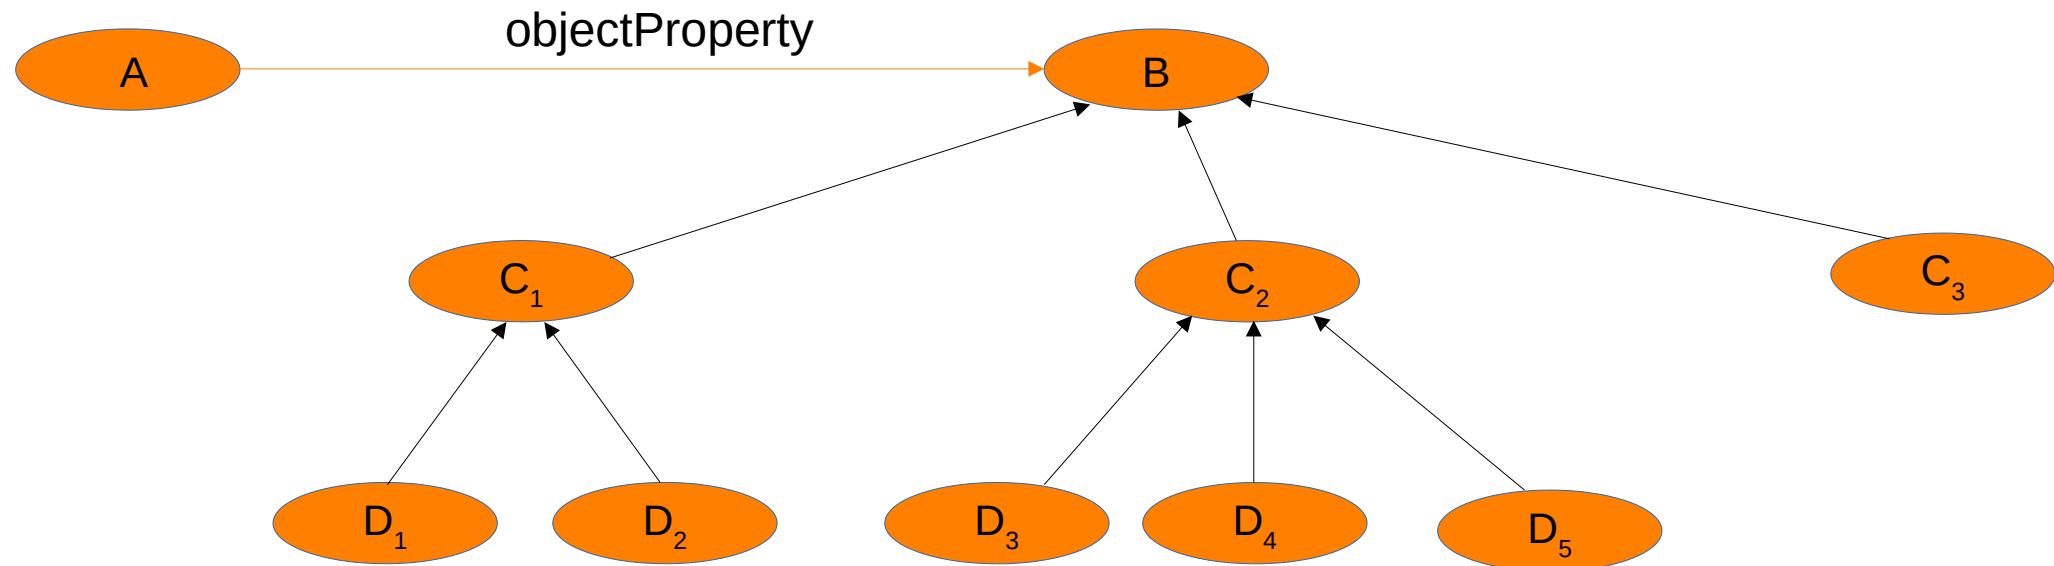 objectProperty
A
B
C1
C2
C3
D1
D2
D3
D4
D5